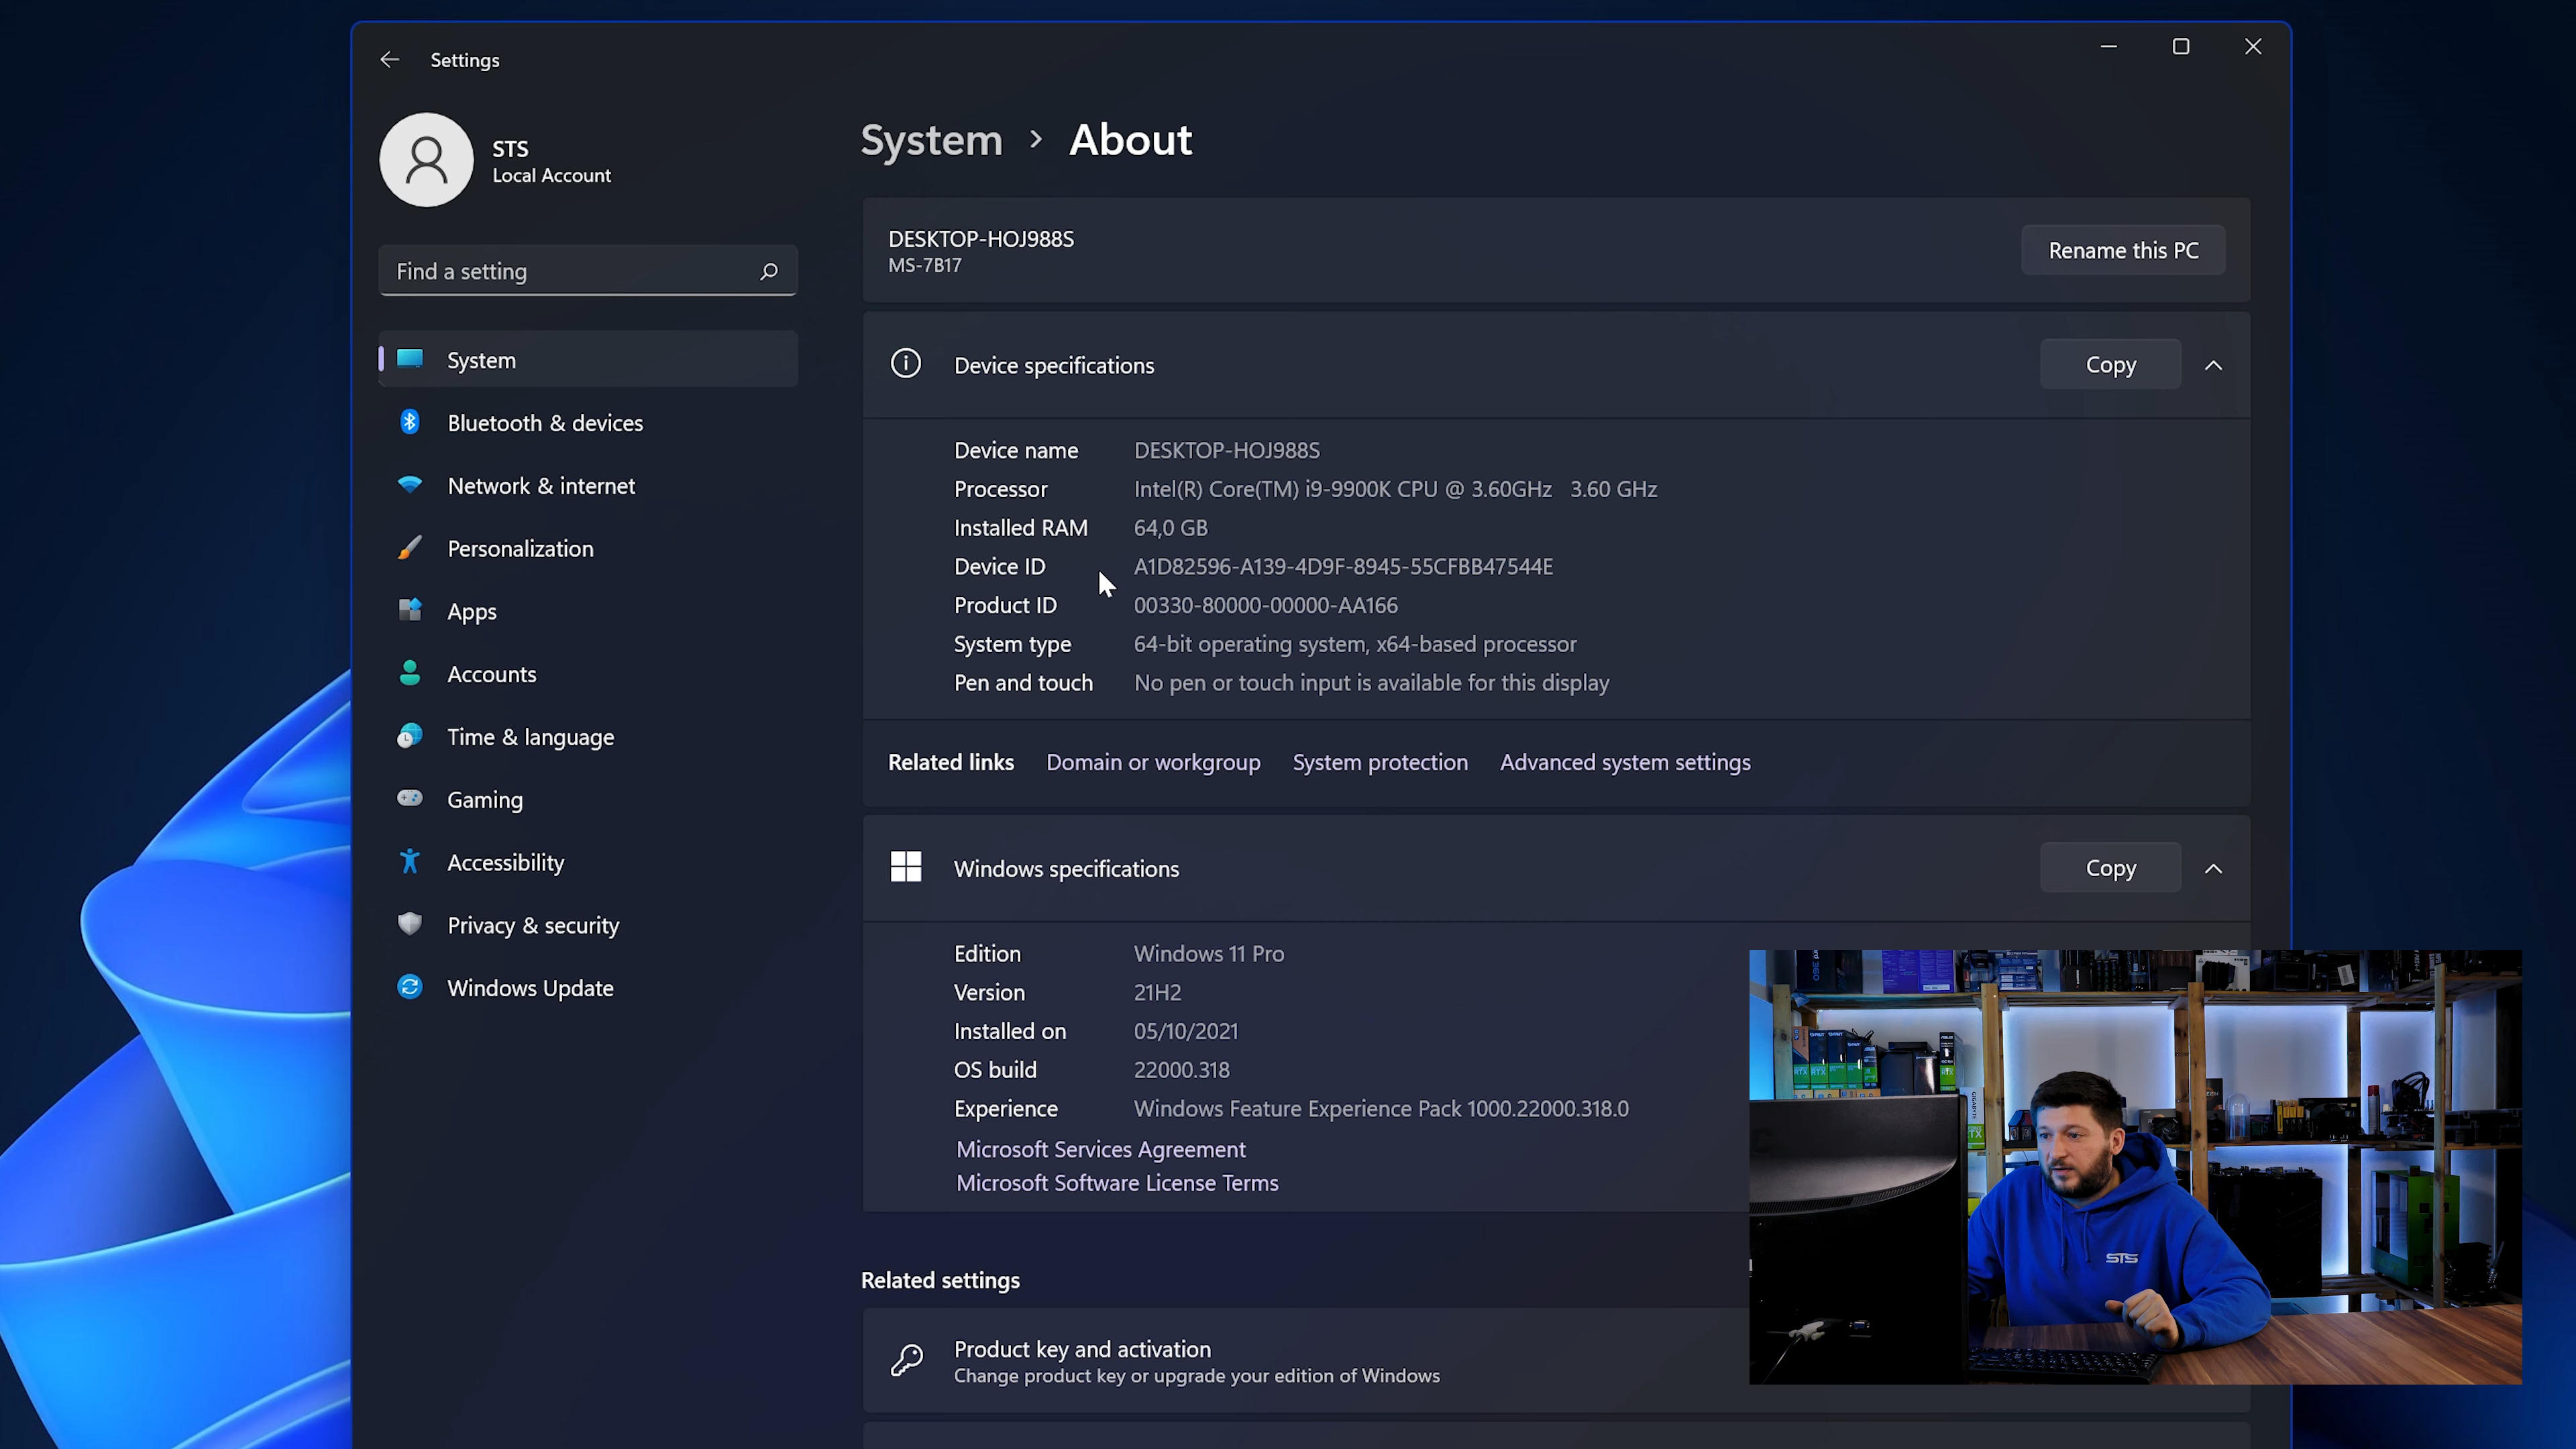 Settings
STS
Local Account
Find a setting
System
Bluetooth & devices
Network & internet
Personalization
Apps
Accounts
Time & language
Gaming
Accessibility
Privacy & security
Windows Update
System > About
DESKTOP-HOJ988S
MS-7B17
Rename this PC
Device specifications
Copy
Device name DESKTOP-HOJ988S
Processor Intel(R) Core(TM) i9-9900K CPU @ 3.60GHz 3.60 GHz
Installed RAM 64,0 GB
Device ID A1D82596-A139-4D9F-8945-55CFBB47544E
Product ID 00330-80000-00000-AA166
System type 64-bit operating system, x64-based processor
Pen and touch No pen or touch input is available for this display
Related links Domain or workgroup System protection Advanced system settings
Windows specifications
Copy
Edition Windows 11 Pro
Version 21H2
Installed on 05/10/2021
OS build 22000.318
Experience Windows Feature Experience Pack 1000.22000.318.0
Microsoft Services Agreement
Microsoft Software License Terms
Related settings
Product key and activation
Change product key or upgrade your edition of Windows
RTX
RTX
STS